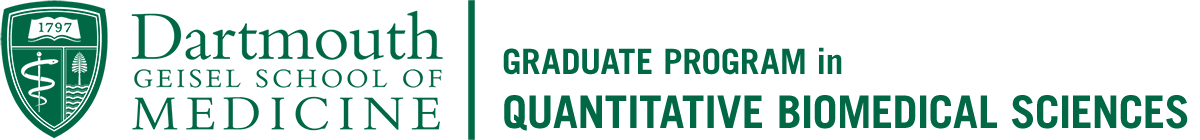 1797
Dartmouth
GEISEL SCHOOL OF
MEDICINE
GRADUATE PROGRAM in
QUANTITATIVE BIOMEDICAL SCIENCES